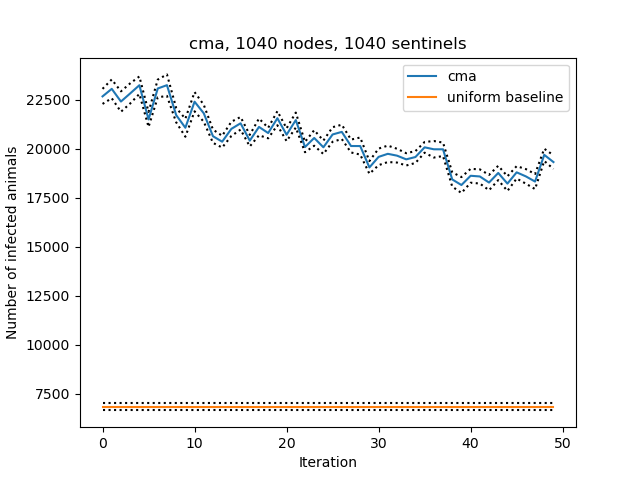 cma, 1040 nodes, 1040 sentinels
cma
uniform baseline
Number of infected animals
22500
20000
17500
15000
12500
10000
7500
0 10 20 30 40 50
Iteration